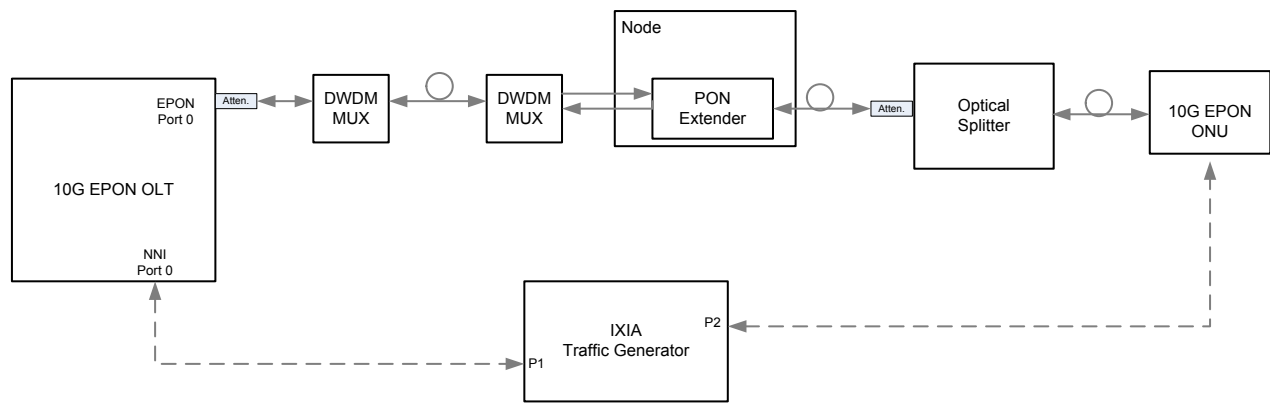 Node
EPON
Port 0
Atten.
DWDM
MUX
DWDM
MUX
PON
Extender
Atten.
Optical
Splitter
10G EPON
ONU
10G EPON OLT
NNI
Port 0
IXIA
Traffic Generator
P1
P2